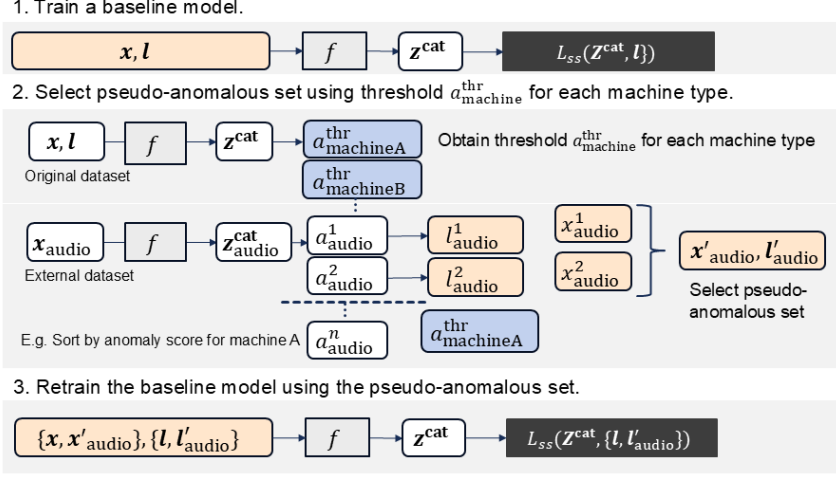 1. Train a baseline model.
x, l f z^cat L_ss(Z^cat, l})
2. Select pseudo-anomalous set using threshold a^thr_machine for each machine type.
x, l f z^cat a^thr_machineA Obtain threshold a^thr_machine for each machine type
Original dataset
a^thr_machineB
x_audio f z^cat_audio a^1_audio l^1_audio x^1_audio x'_audio, l'_audio
External dataset a^2_audio l^2_audio x^2_audio
Select pseudo-
anomalous set
E.g. Sort by anomaly score for machine A a^n_audio a^thr_machineA
3. Retrain the baseline model using the pseudo-anomalous set.
{x, x'_audio}, {l, l'_audio} f z^cat L_ss(Z^cat, {l, l'_audio})